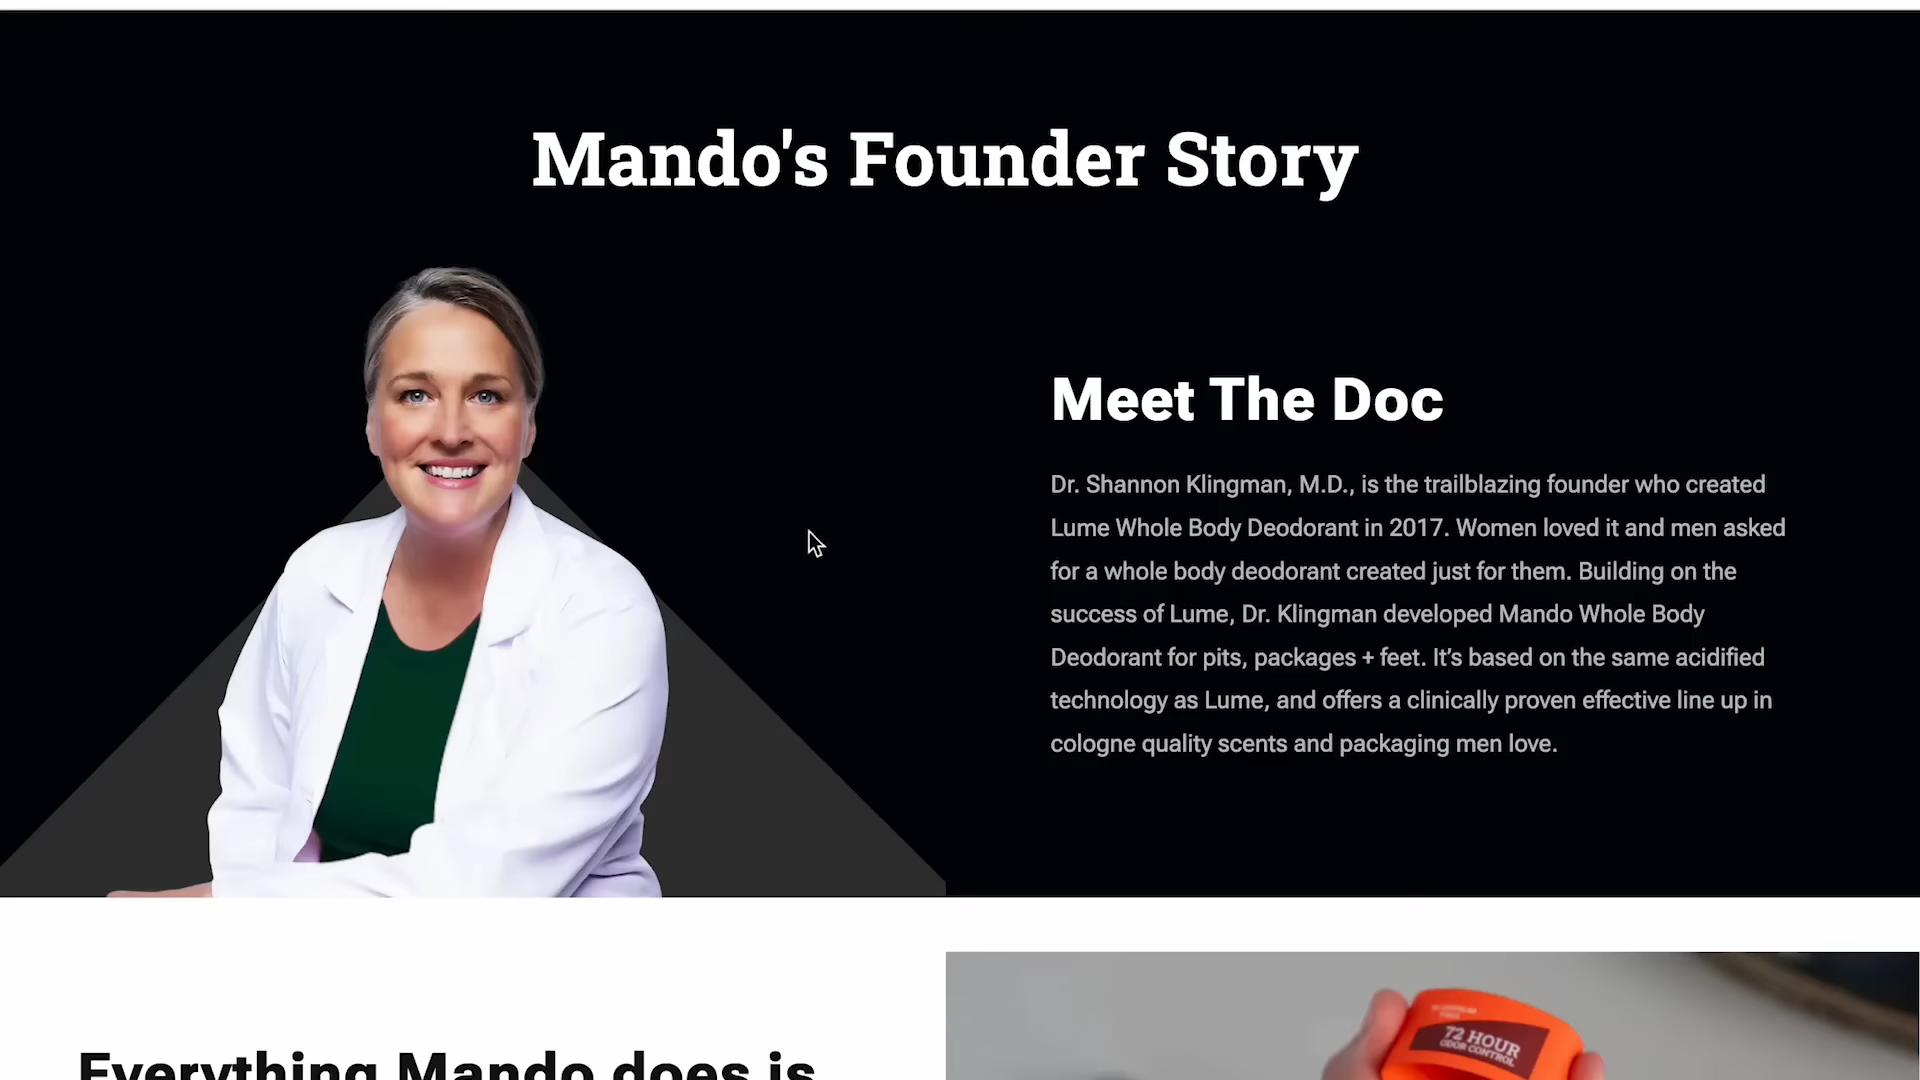 Mando's Founder Story
Meet The Doc
Dr. Shannon Klingman, M.D., is the trailblazing founder who created
Lume Whole Body Deodorant in 2017. Women loved it and men asked
for a whole body deodorant created just for them. Building on the
success of Lume, Dr. Klingman developed Mando Whole Body
Deodorant for pits, packages + feet. It’s based on the same acidified
technology as Lume, and offers a clinically proven effective line up in
cologne quality scents and packaging men love.
Everything Mando does is
72 HOUR
ODOR CONTROL